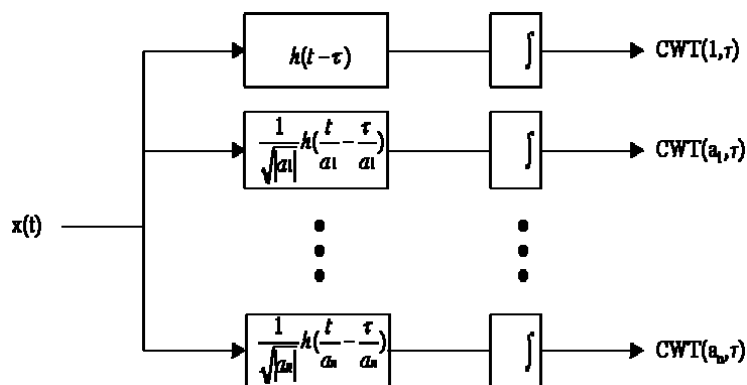 h(t-τ) ∫ CWT(1,τ)
1/√|a1| h(t/a1 - τ/a1) ∫ CWT(a1,τ)
x(t)
1/√|an| h(t/an - τ/an) ∫ CWT(an,τ)